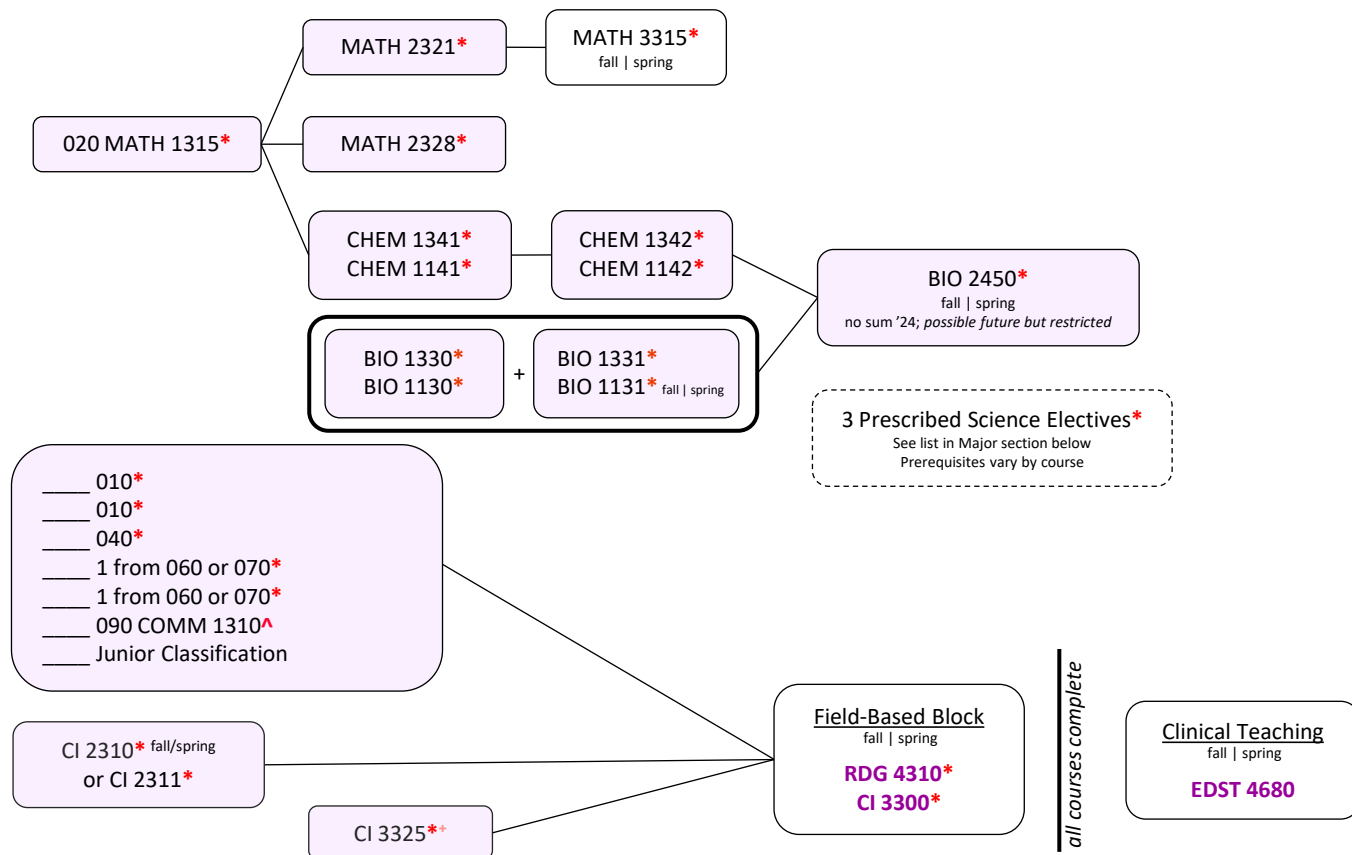 MATH 2321*
MATH 3315*
fall | spring
020 MATH 1315*
MATH 2328*
CHEM 1341*
CHEM 1141*
CHEM 1342*
CHEM 1142*
BIO 2450*
fall | spring
no sum ’24; possible future but restricted
BIO 1330*
BIO 1130*
+
BIO 1331*
BIO 1131* fall | spring
3 Prescribed Science Electives*
See list in Major section below
Prerequisites vary by course
____ 010*
____ 010*
____ 040*
____ 1 from 060 or 070*
____ 1 from 060 or 070*
____ 090 COMM 1310^
____ Junior Classification
CI 2310* fall/spring
or CI 2311*
CI 3325*+
Field-Based Block
fall | spring
RDG 4310*
CI 3300*
all courses complete
Clinical Teaching
fall | spring
EDST 4680